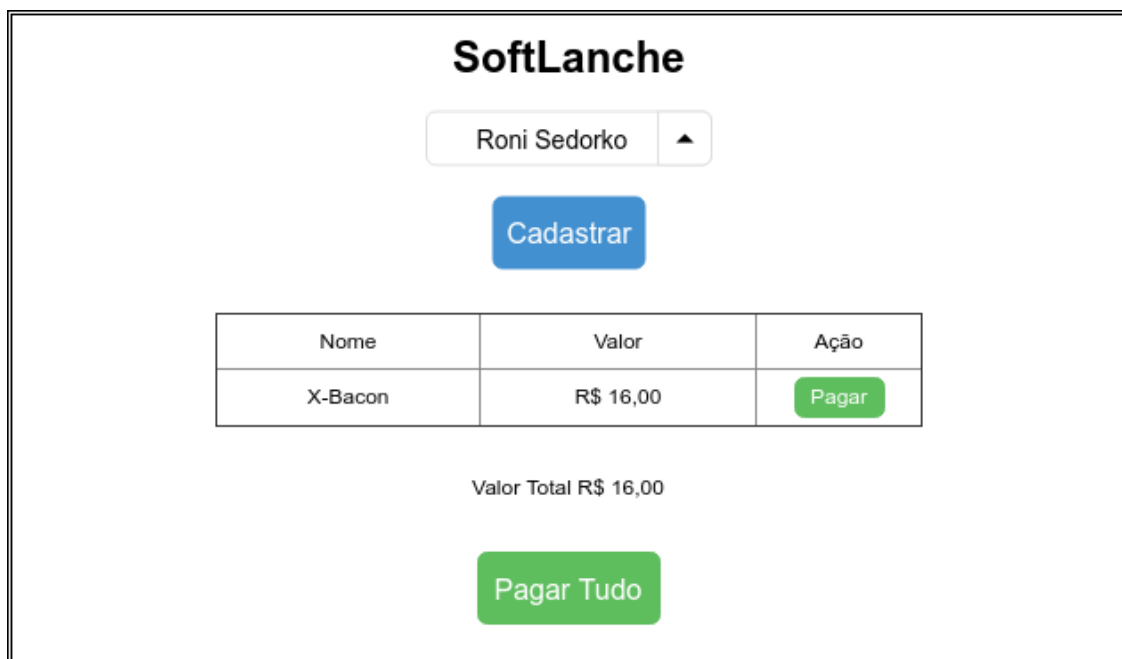 SoftLanche
Roni Sedorko
Cadastrar
Nome Valor Ação
X-Bacon R$ 16,00 Pagar
Valor Total R$ 16,00
Pagar Tudo